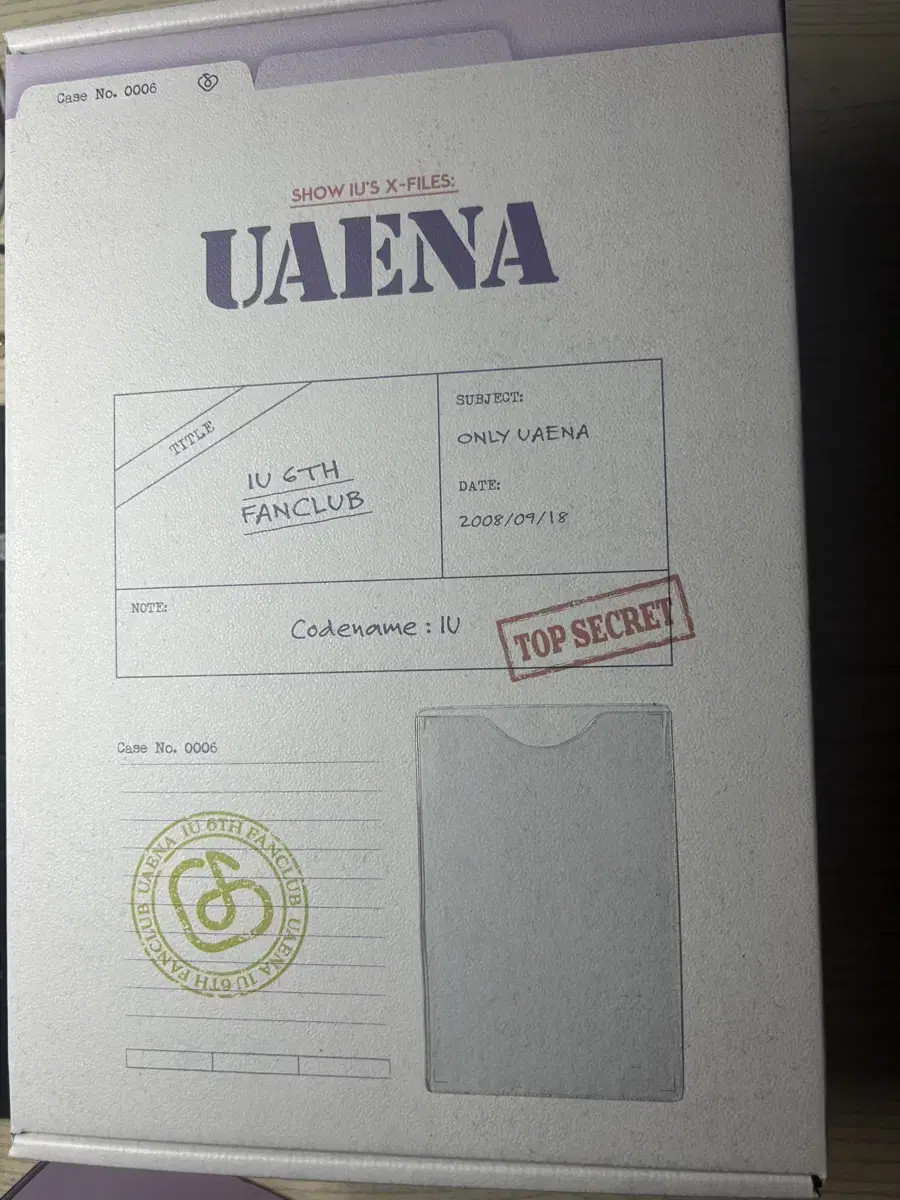 Case No. 0006
SHOW IU'S X-FILES:
UAENA
TITLE
IU 6TH
FANCLUB
SUBJECT:
ONLY UAENA
DATE:
2008/09/18
NOTE:
Codename : IU
TOP SECRET
Case No. 0006
UAENA IU 6TH FANCLUB UAENA IU 6TH FANCLUB